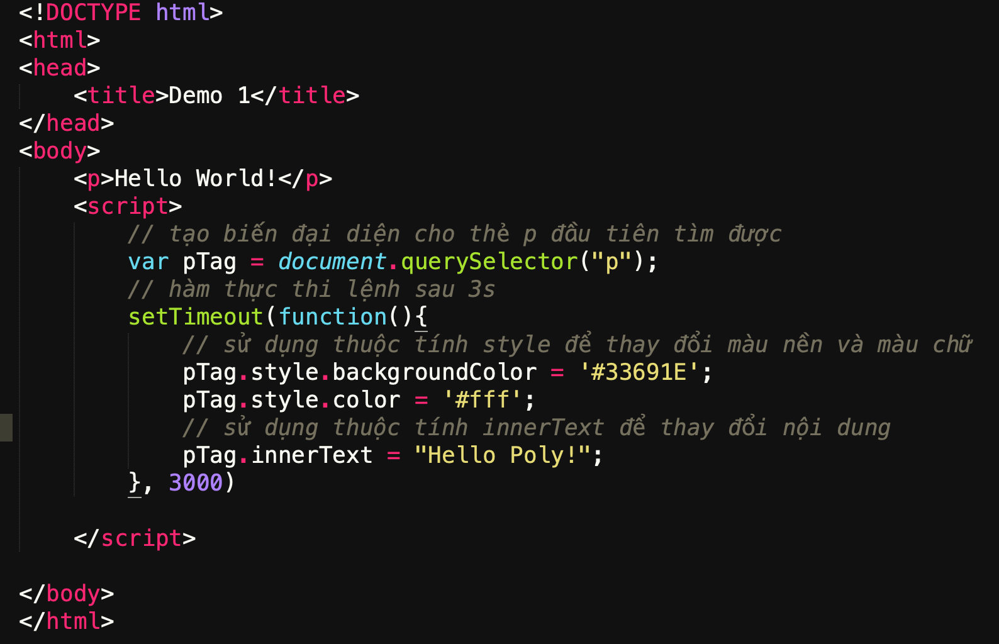 <!DOCTYPE html>
<html>
<head>
    <title>Demo 1</title>
</head>
<body>
    <p>Hello World!</p>
    <script>
        // tạo biến đại diện cho thẻ p đầu tiên tìm được
        var pTag = document.querySelector("p");
        // hàm thực thi lệnh sau 3s
        setTimeout(function(){
            // sử dụng thuộc tính style để thay đổi màu nền và màu chữ
            pTag.style.backgroundColor = '#33691E';
            pTag.style.color = '#fff';
            // sử dụng thuộc tính innerText để thay đổi nội dung
            pTag.innerText = "Hello Poly!";
        }, 3000)
    </script>
</body>
</html>